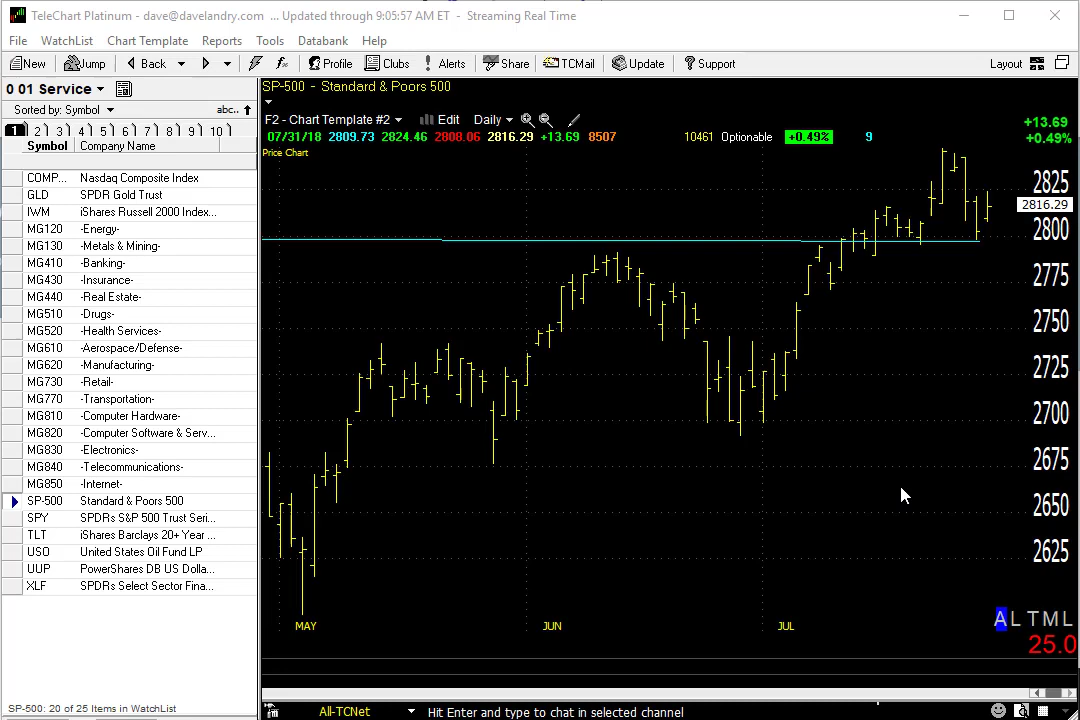 TeleChart Platinum - dave@davelandry.com ... Updated through 9:05:57 AM ET - Streaming Real Time
File WatchList Chart Template Reports Tools Databank Help
New Jump Back Profile Clubs Alerts Share TCMail Update Support Layout
0 01 Service
Sorted by: Symbol abc..
1 2 3 4 5 6 7 8 9 10
Symbol Company Name
COMP... Nasdaq Composite Index
GLD SPDR Gold Trust
IWM iShares Russell 2000 Index...
MG120 -Energy-
MG130 -Metals & Mining-
MG410 -Banking-
MG430 -Insurance-
MG440 -Real Estate-
MG510 -Drugs-
MG520 -Health Services-
MG610 -Aerospace/Defense-
MG620 -Manufacturing-
MG730 -Retail-
MG770 -Transportation-
MG810 -Computer Hardware-
MG820 -Computer Software & Serv...
MG830 -Electronics-
MG840 -Telecommunications-
MG850 -Internet-
SP-500 Standard & Poors 500
SPY SPDRs S&P 500 Trust Seri...
TLT iShares Barclays 20+ Year ...
USO United States Oil Fund LP
UUP PowerShares DB US Dolla...
XLF SPDRs Select Sector Fina...
SP-500: 20 of 25 Items in WatchList
SP-500 - Standard & Poors 500
F2 - Chart Template #2 Edit Daily
07/31/18 2809.73 2824.46 2808.06 2816.29 +13.69 8507 10461 Optionable +0.49% 9
+13.69
+0.49%
Price Chart
2825
2816.29
2800
2775
2750
2725
2700
2675
2650
2625
MAY JUN JUL
A L T M L
25.0
All-TCNet Hit Enter and type to chat in selected channel